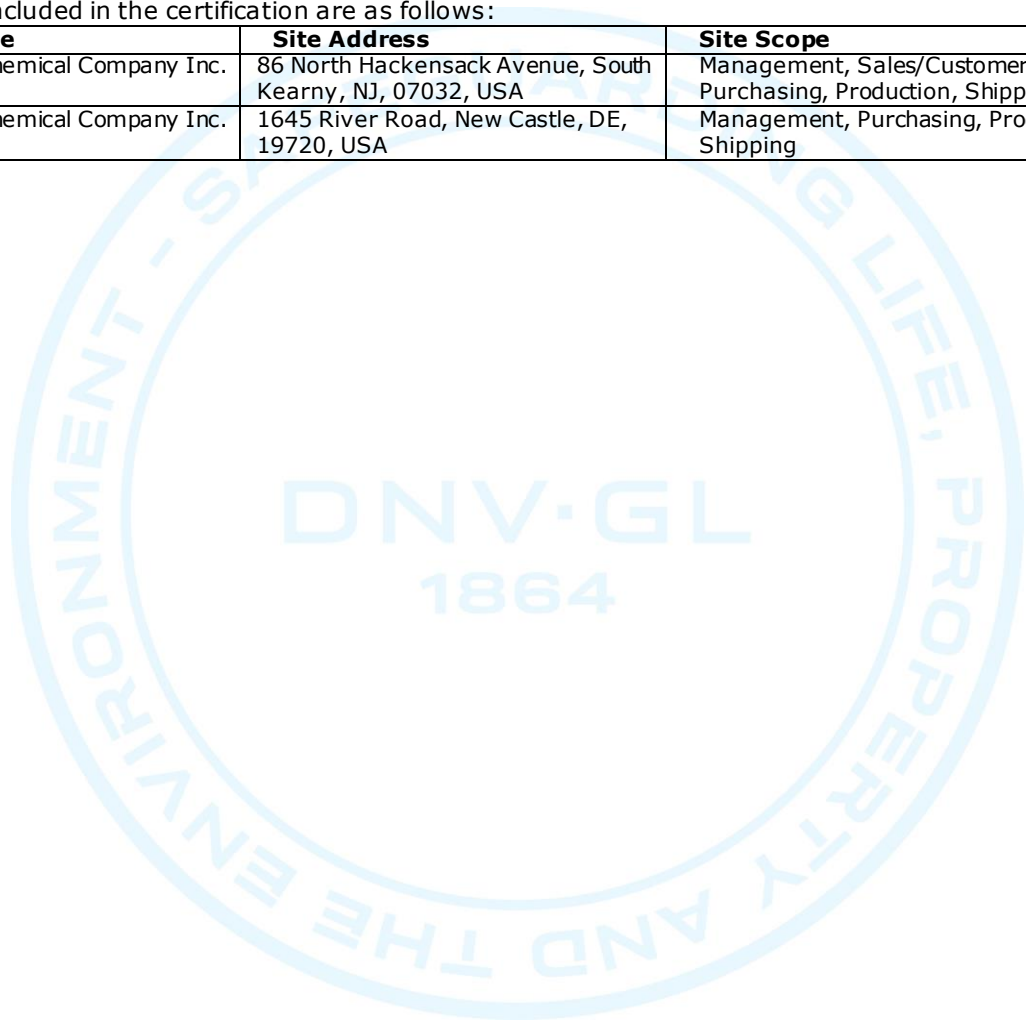 ncluded in the certification are as follows:
e Site Address Site Scope
emical Company Inc. 86 North Hackensack Avenue, South Management, Sales/Customer
Kearny, NJ, 07032, USA Purchasing, Production, Shipp
emical Company Inc. 1645 River Road, New Castle, DE, Management, Purchasing, Pro
19720, USA Shipping
SAFEGUARDING LIFE, PROPERTY AND THE ENVIRONMENT -
DNV·GL
1864